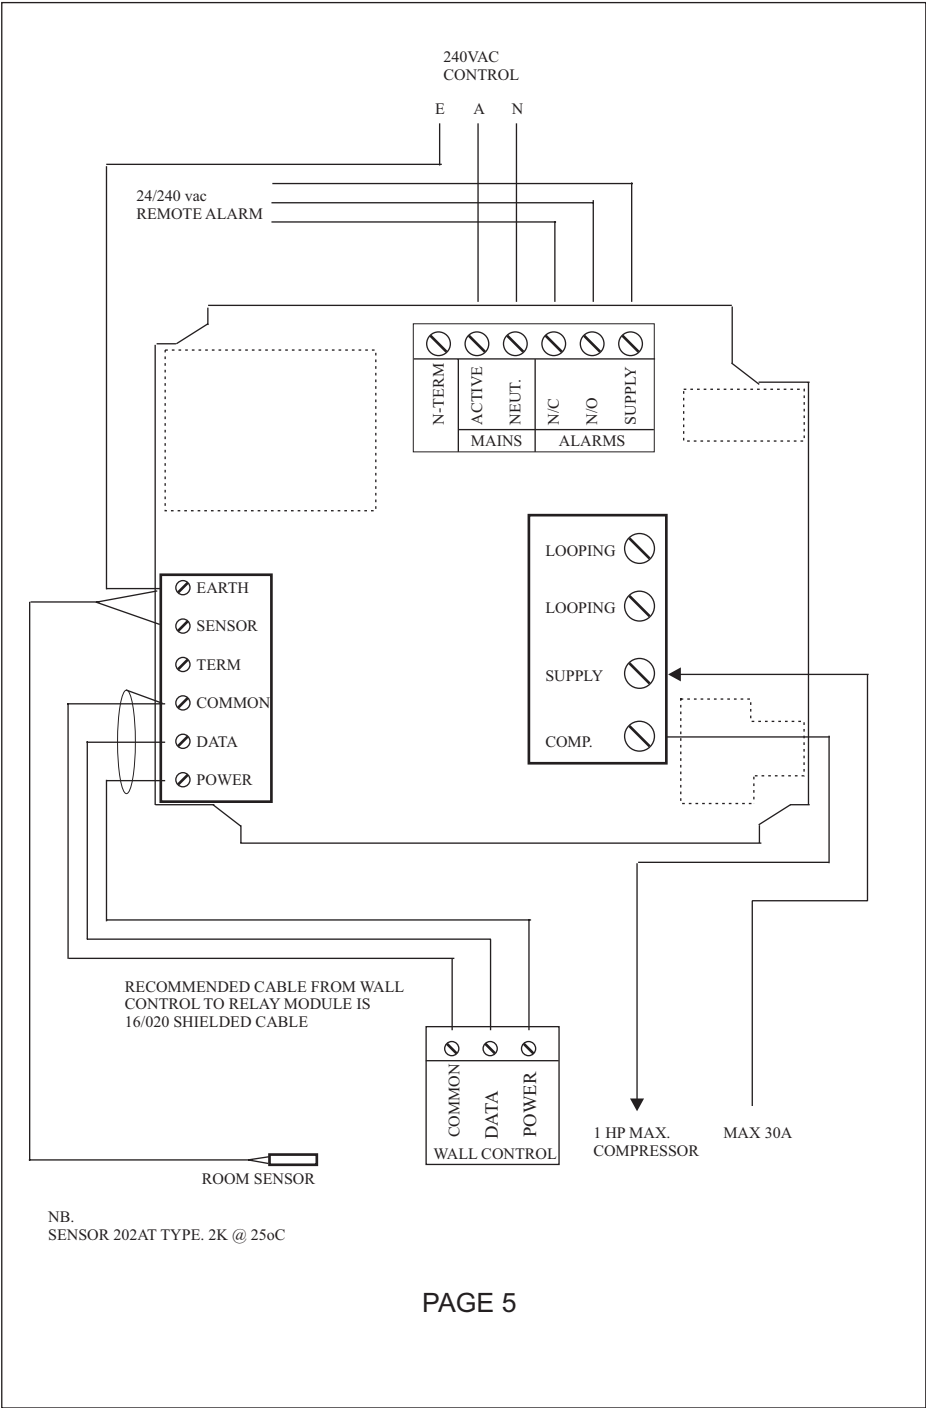 240VAC
CONTROL
E A N
24/240 vac
REMOTE ALARM
N-TERM
ACTIVE
NEUT.
N/C
N/O
SUPPLY
MAINS
ALARMS
LOOPING
LOOPING
SUPPLY
COMP.
EARTH
SENSOR
TERM
COMMON
DATA
POWER
RECOMMENDED CABLE FROM WALL
CONTROL TO RELAY MODULE IS
16/020 SHIELDED CABLE
COMMON
DATA
POWER
WALL CONTROL
1 HP MAX.
COMPRESSOR
MAX 30A
ROOM SENSOR
NB.
SENSOR 202AT TYPE. 2K @ 25oC
PAGE 5